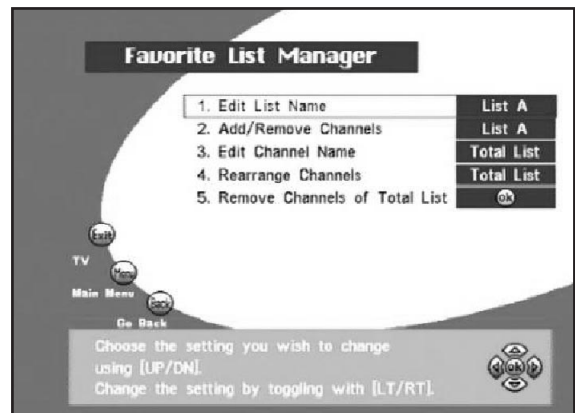 Favorite List Manager
1. Edit List Name List A
2. Add/Remove Channels List A
3. Edit Channel Name Total List
4. Rearrange Channels Total List
5. Remove Channels of Total List ok
Exit
TV
Menu
Main Menu
Back
Go Back
Choose the setting you wish to change
using [UP/DN].
Change the setting by toggling with [LT/RT].
ok